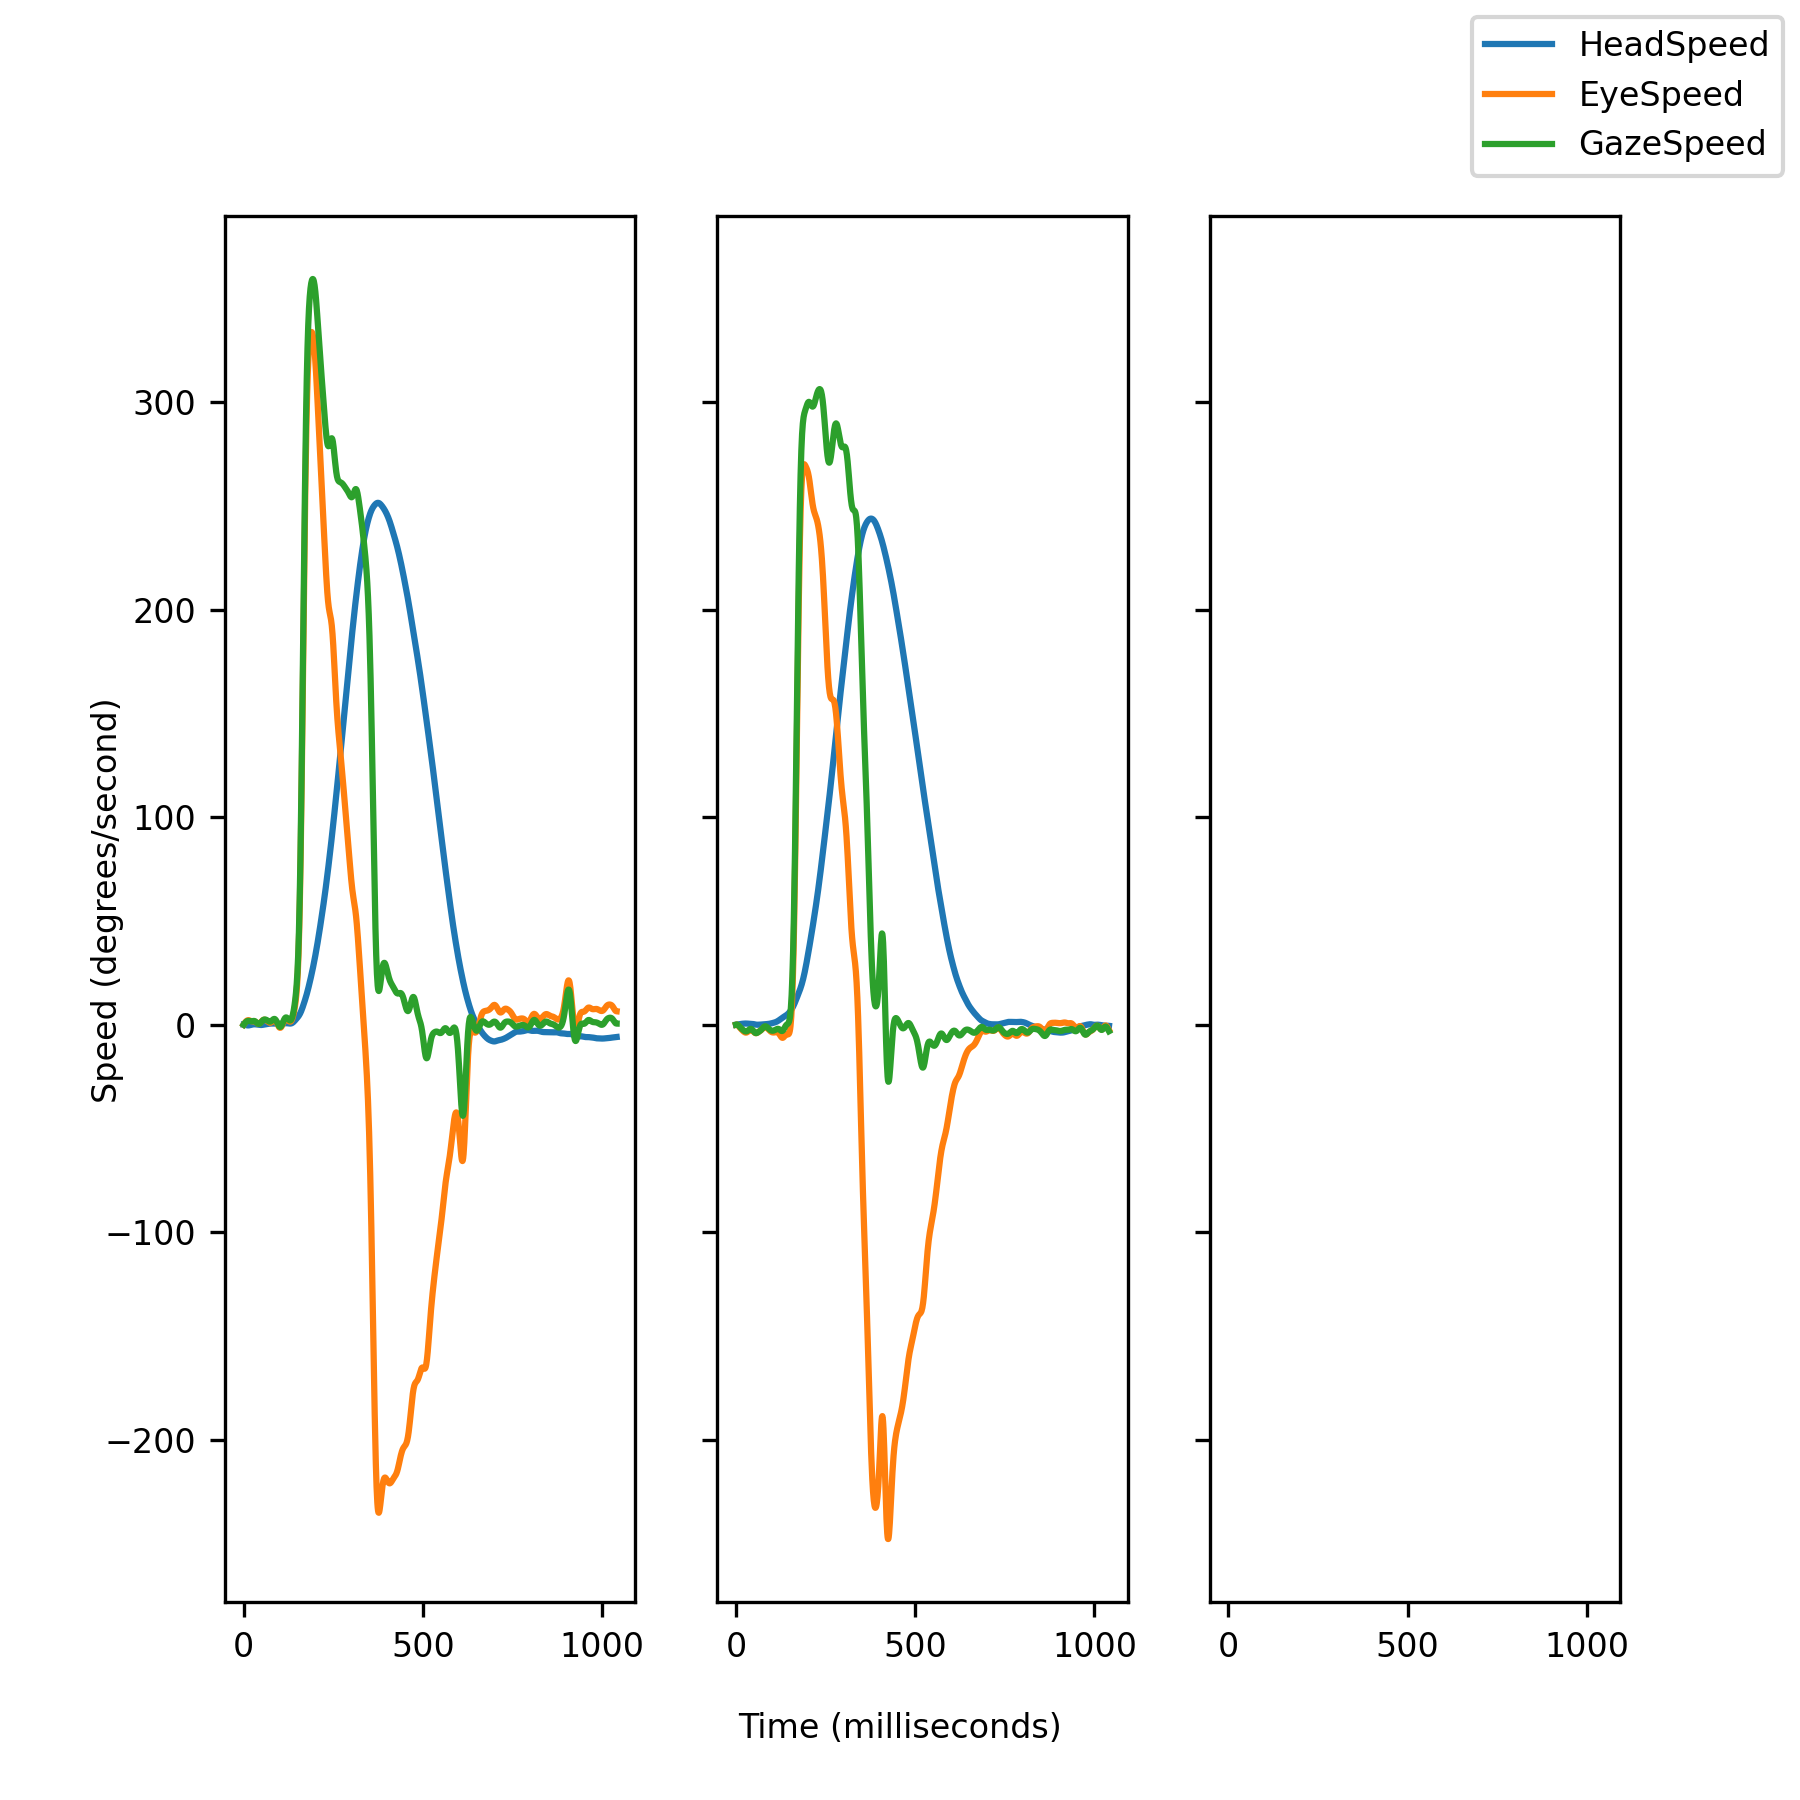 HeadSpeed
EyeSpeed
GazeSpeed
300
200
100
0
−100
−200
Speed (degrees/second)
0 500 1000
0 500 1000
0 500 1000
Time (milliseconds)